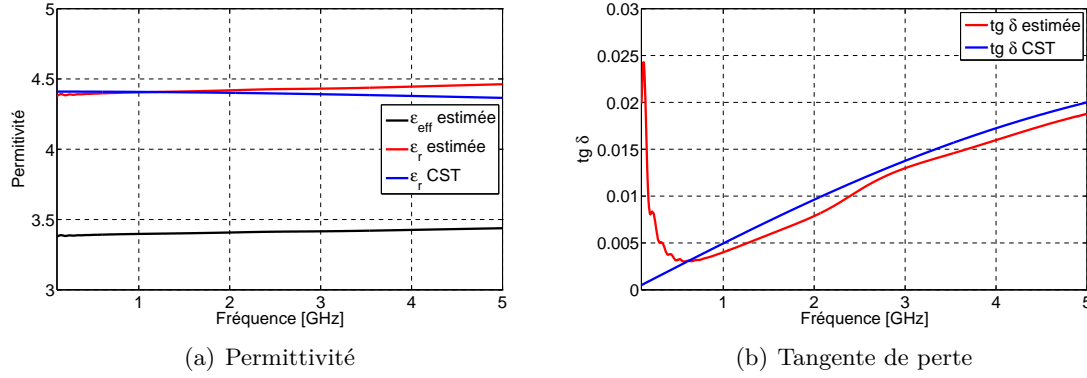 5
4.5
4
3.5
3
Permitivité
ε_eff estimée
ε_r estimée
ε_r CST
1 2 3 4 5
Fréquence [GHz]
(a) Permittivité
0.03
0.025
0.02
0.015
0.01
0.005
0
tg δ
tg δ estimée
tg δ CST
1 2 3 4 5
Fréquence [GHz]
(b) Tangente de perte